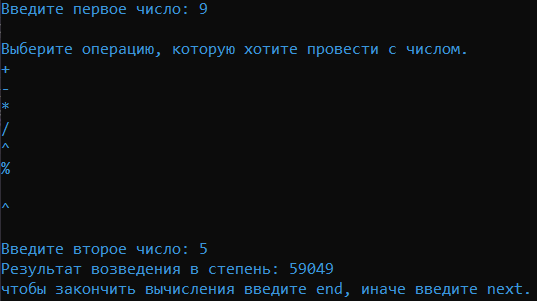 Введите первое число: 9
Выберите операцию, которую хотите провести с числом.
+
-
*
/
^
%
^
Введите второе число: 5
Результат возведения в степень: 59049
чтобы закончить вычисления введите end, иначе введите next.